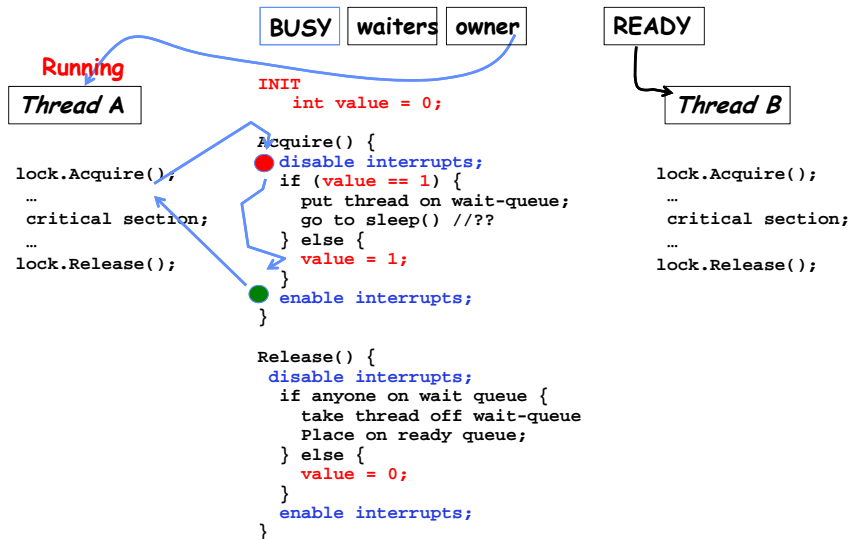 BUSY waiters owner READY
Running
Thread A
Thread B
INIT
int value = 0;
lock.Acquire();
…
critical section;
…
lock.Release();
Acquire() {
disable interrupts;
if (value == 1) {
put thread on wait-queue;
go to sleep() //??
} else {
value = 1;
}
enable interrupts;
}
Release() {
disable interrupts;
if anyone on wait queue {
take thread off wait-queue
Place on ready queue;
} else {
value = 0;
}
enable interrupts;
}
lock.Acquire();
…
critical section;
…
lock.Release();